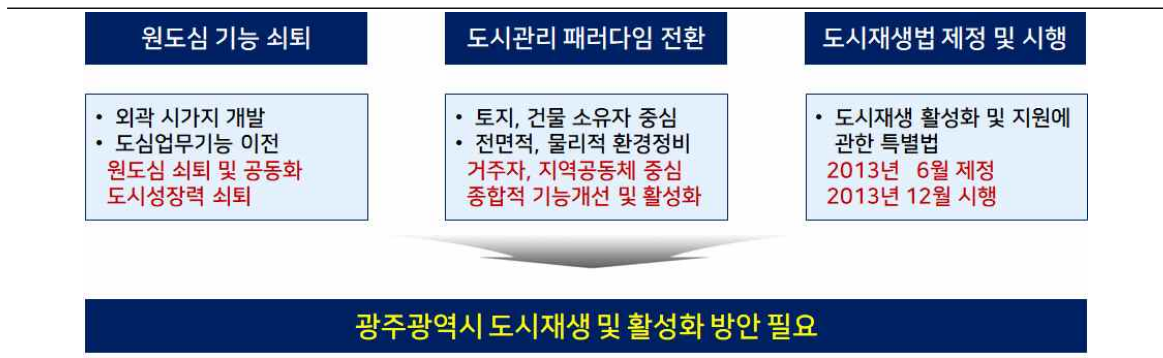 원도심 기능 쇠퇴
• 외곽 시가지 개발
• 도심업무기능 이전
원도심 쇠퇴 및 공동화
도시성장력 쇠퇴
도시관리 패러다임 전환
• 토지, 건물 소유자 중심
• 전면적, 물리적 환경정비
거주자, 지역공동체 중심
종합적 기능개선 및 활성화
도시재생법 제정 및 시행
• 도시재생 활성화 및 지원에
관한 특별법
2013년 6월 제정
2013년 12월 시행
광주광역시 도시재생 및 활성화 방안 필요